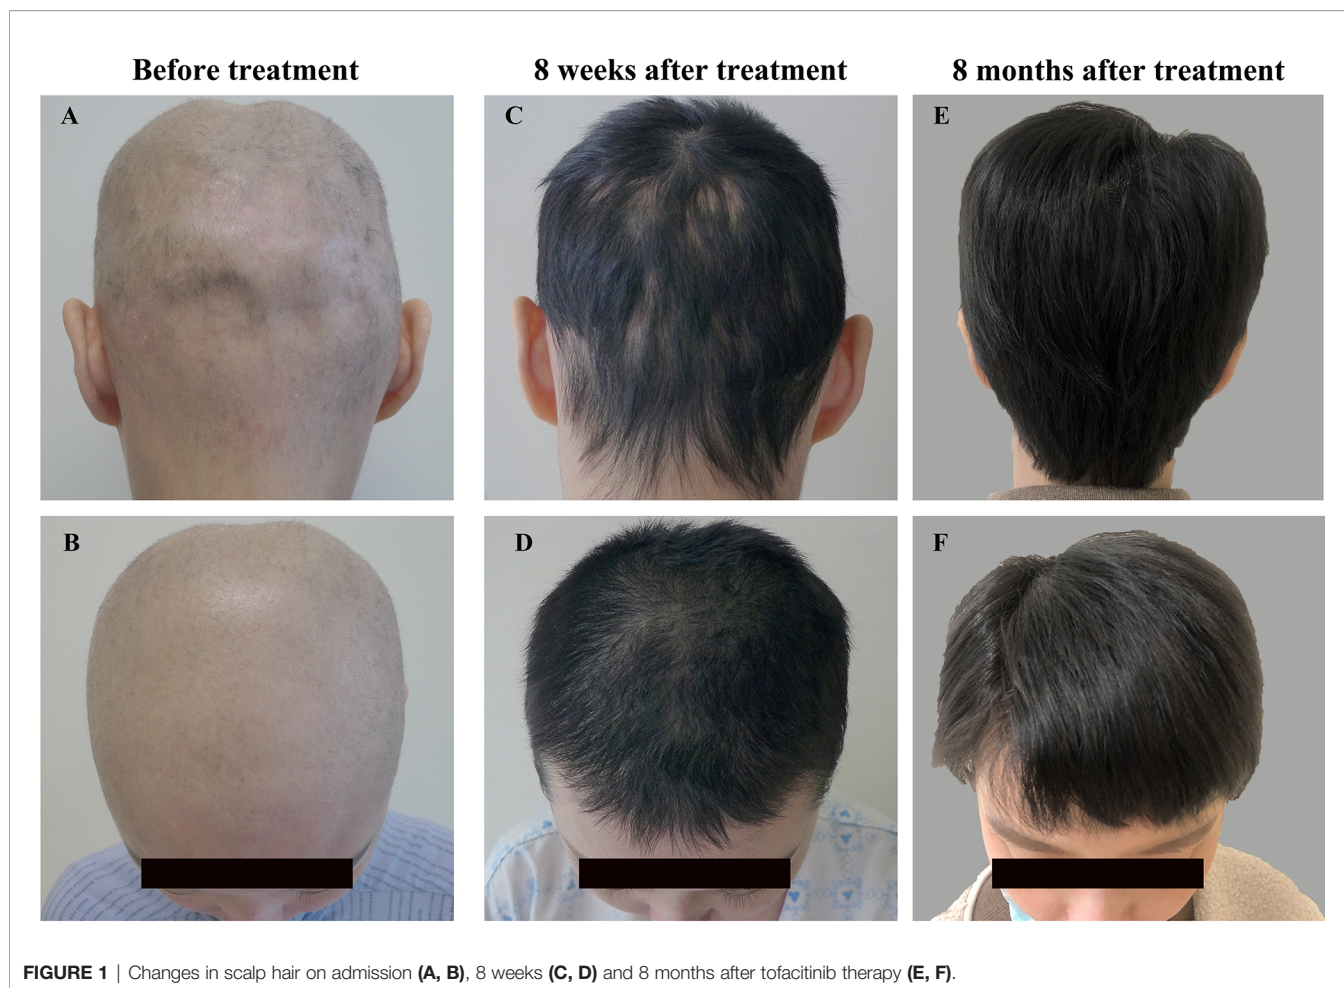 Before treatment
8 weeks after treatment
8 months after treatment
A
C
E
B
D
F
FIGURE 1 | Changes in scalp hair on admission (A, B), 8 weeks (C, D) and 8 months after tofacitinib therapy (E, F).